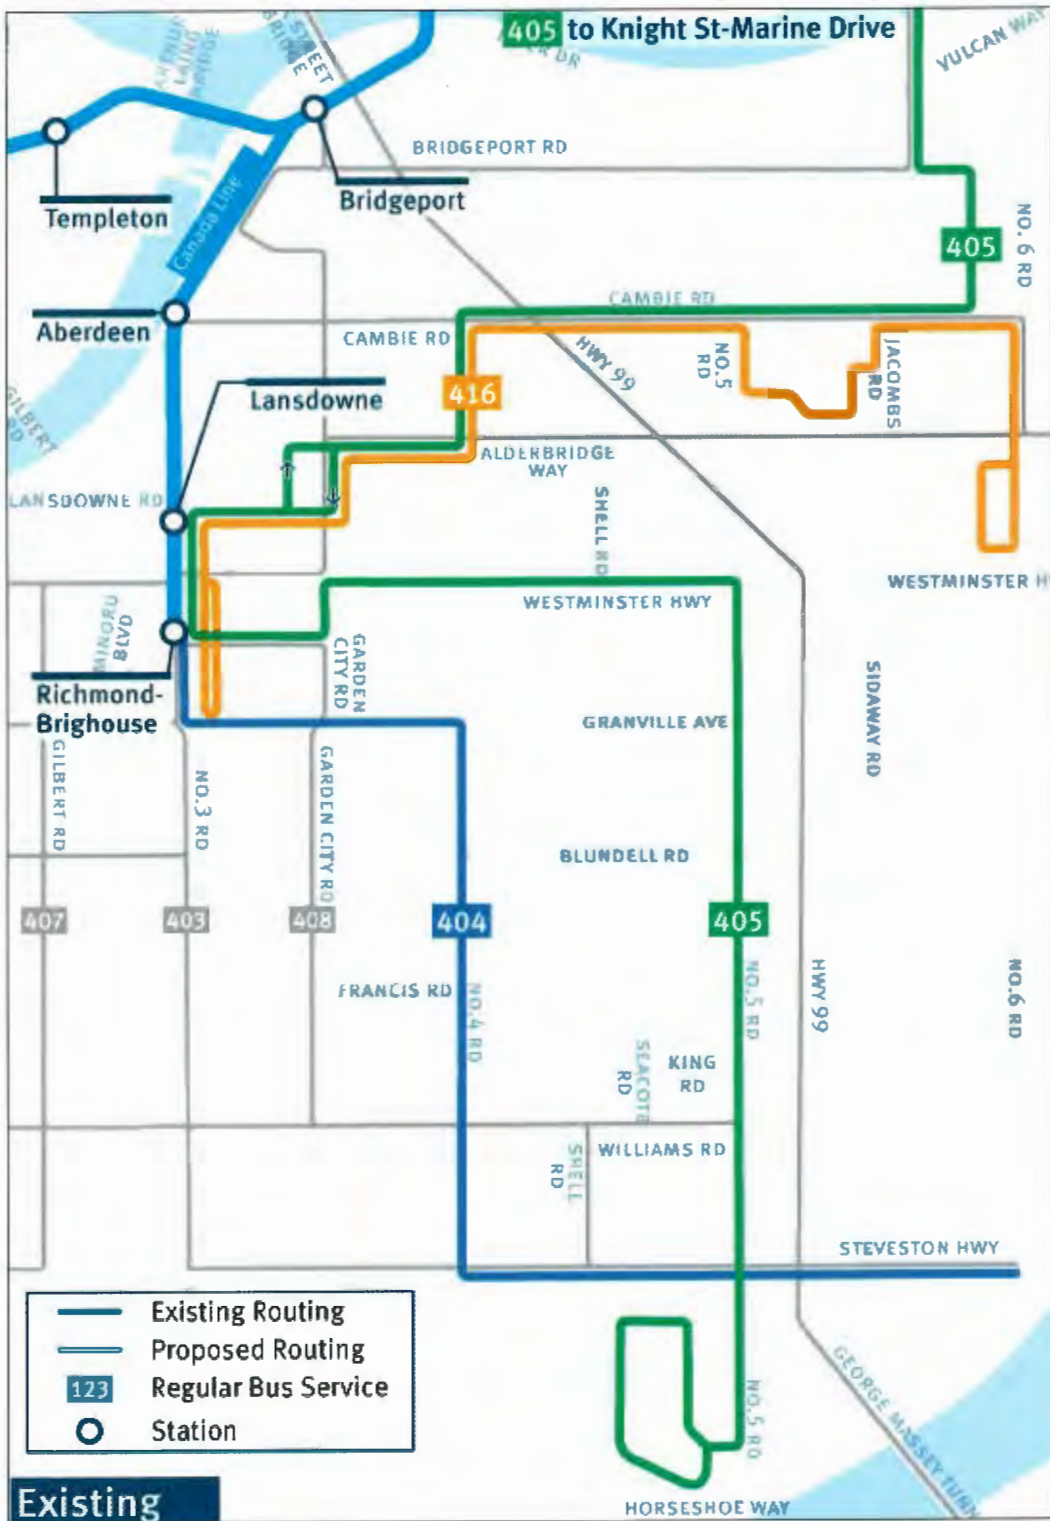 405 to Knight St-Marine Drive
STREET
DR
VULCAN WAY
BRIDGEPORT RD
Bridgeport
Templeton
Canada Line
NO. 6 RD
405
CAMBIE RD
Aberdeen
CAMBIE RD
HWY 99
NO.5
RD
JACOMBS
RD
Lansdowne
416
GILBERT
RD
ALDERBRIDGE
WAY
LANSDOWNE RD
SHELL RD
WESTMINSTER HWY
WESTMINSTER H
MINORU
BLVD
GARDEN
CITY RD
Richmond-
Brighouse
SIDAWAY RD
GRANVILLE AVE
GILBERT RD
NO.3 RD
GARDEN CITY RD
BLUNDELL RD
407
403
408
404
405
FRANCIS RD
NO.4 RD
NO.5 RD
HWY 99
NO.6 RD
SEACOTE
RD
KING
RD
WILLIAMS RD
SHELL
RD
STEVESTON HWY
Existing Routing
Proposed Routing
123 Regular Bus Service
Station
NO.5 RD
GEORGE MASSEY TUNN
HORSESHOE WAY
Existing